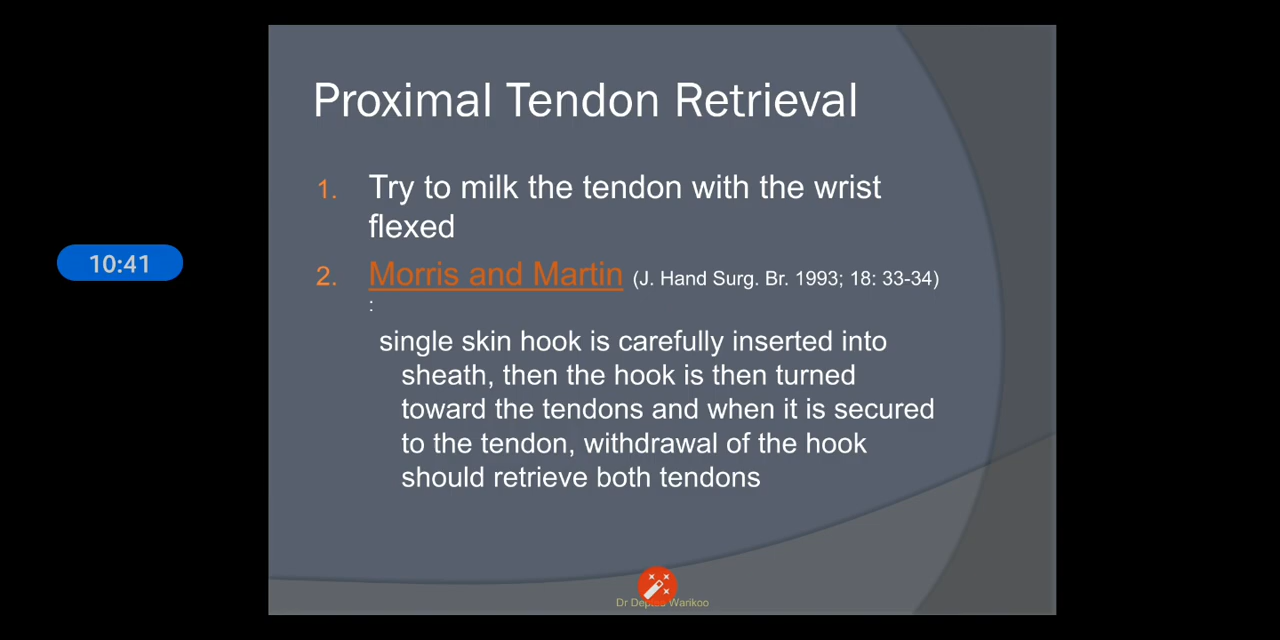 Proximal Tendon Retrieval
1. Try to milk the tendon with the wrist
flexed
10:41
2. Morris and Martin (J. Hand Surg. Br. 1993; 18: 33-34)
:
single skin hook is carefully inserted into
sheath, then the hook is then turned
toward the tendons and when it is secured
to the tendon, withdrawal of the hook
should retrieve both tendons
Dr Warikoo